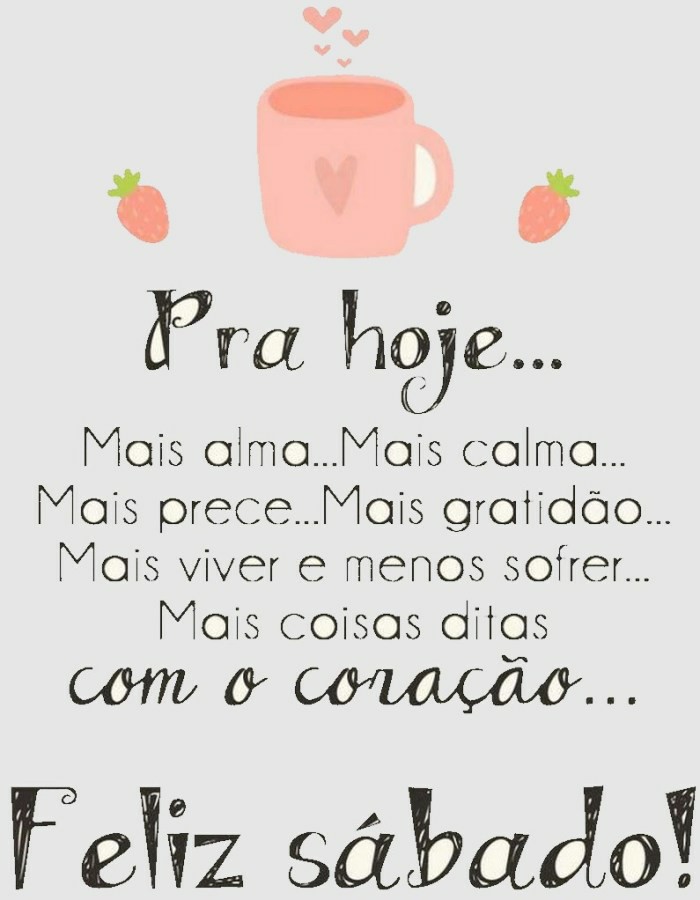 Pra hoje...
Mais alma...Mais calma...
Mais prece...Mais gratidão...
Mais viver e menos sofrer...
Mais coisas ditas
com o coração...
Feliz sábado!